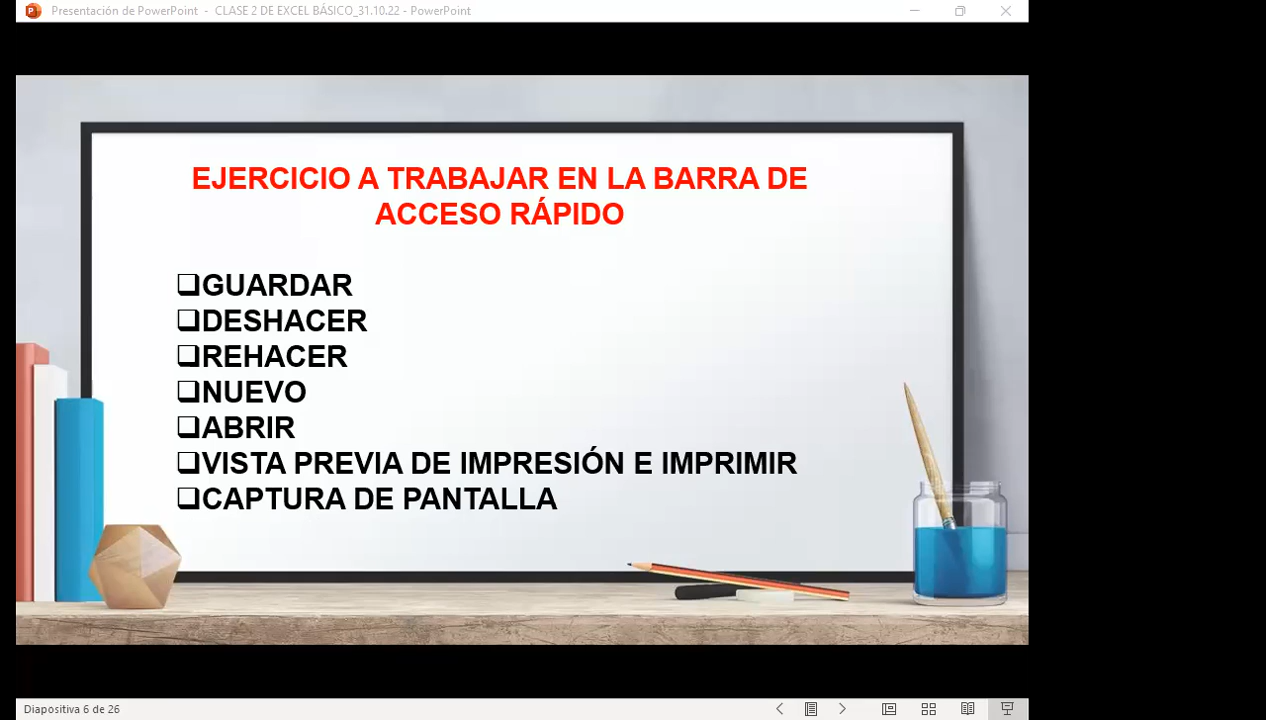 Presentación de PowerPoint - CLASE 2 DE EXCEL BÁSICO_31.10.22 - PowerPoint
EJERCICIO A TRABAJAR EN LA BARRA DE
ACCESO RÁPIDO
❑GUARDAR
❑DESHACER
❑REHACER
❑NUEVO
❑ABRIR
❑VISTA PREVIA DE IMPRESIÓN E IMPRIMIR
❑CAPTURA DE PANTALLA
Diapositiva 6 de 26